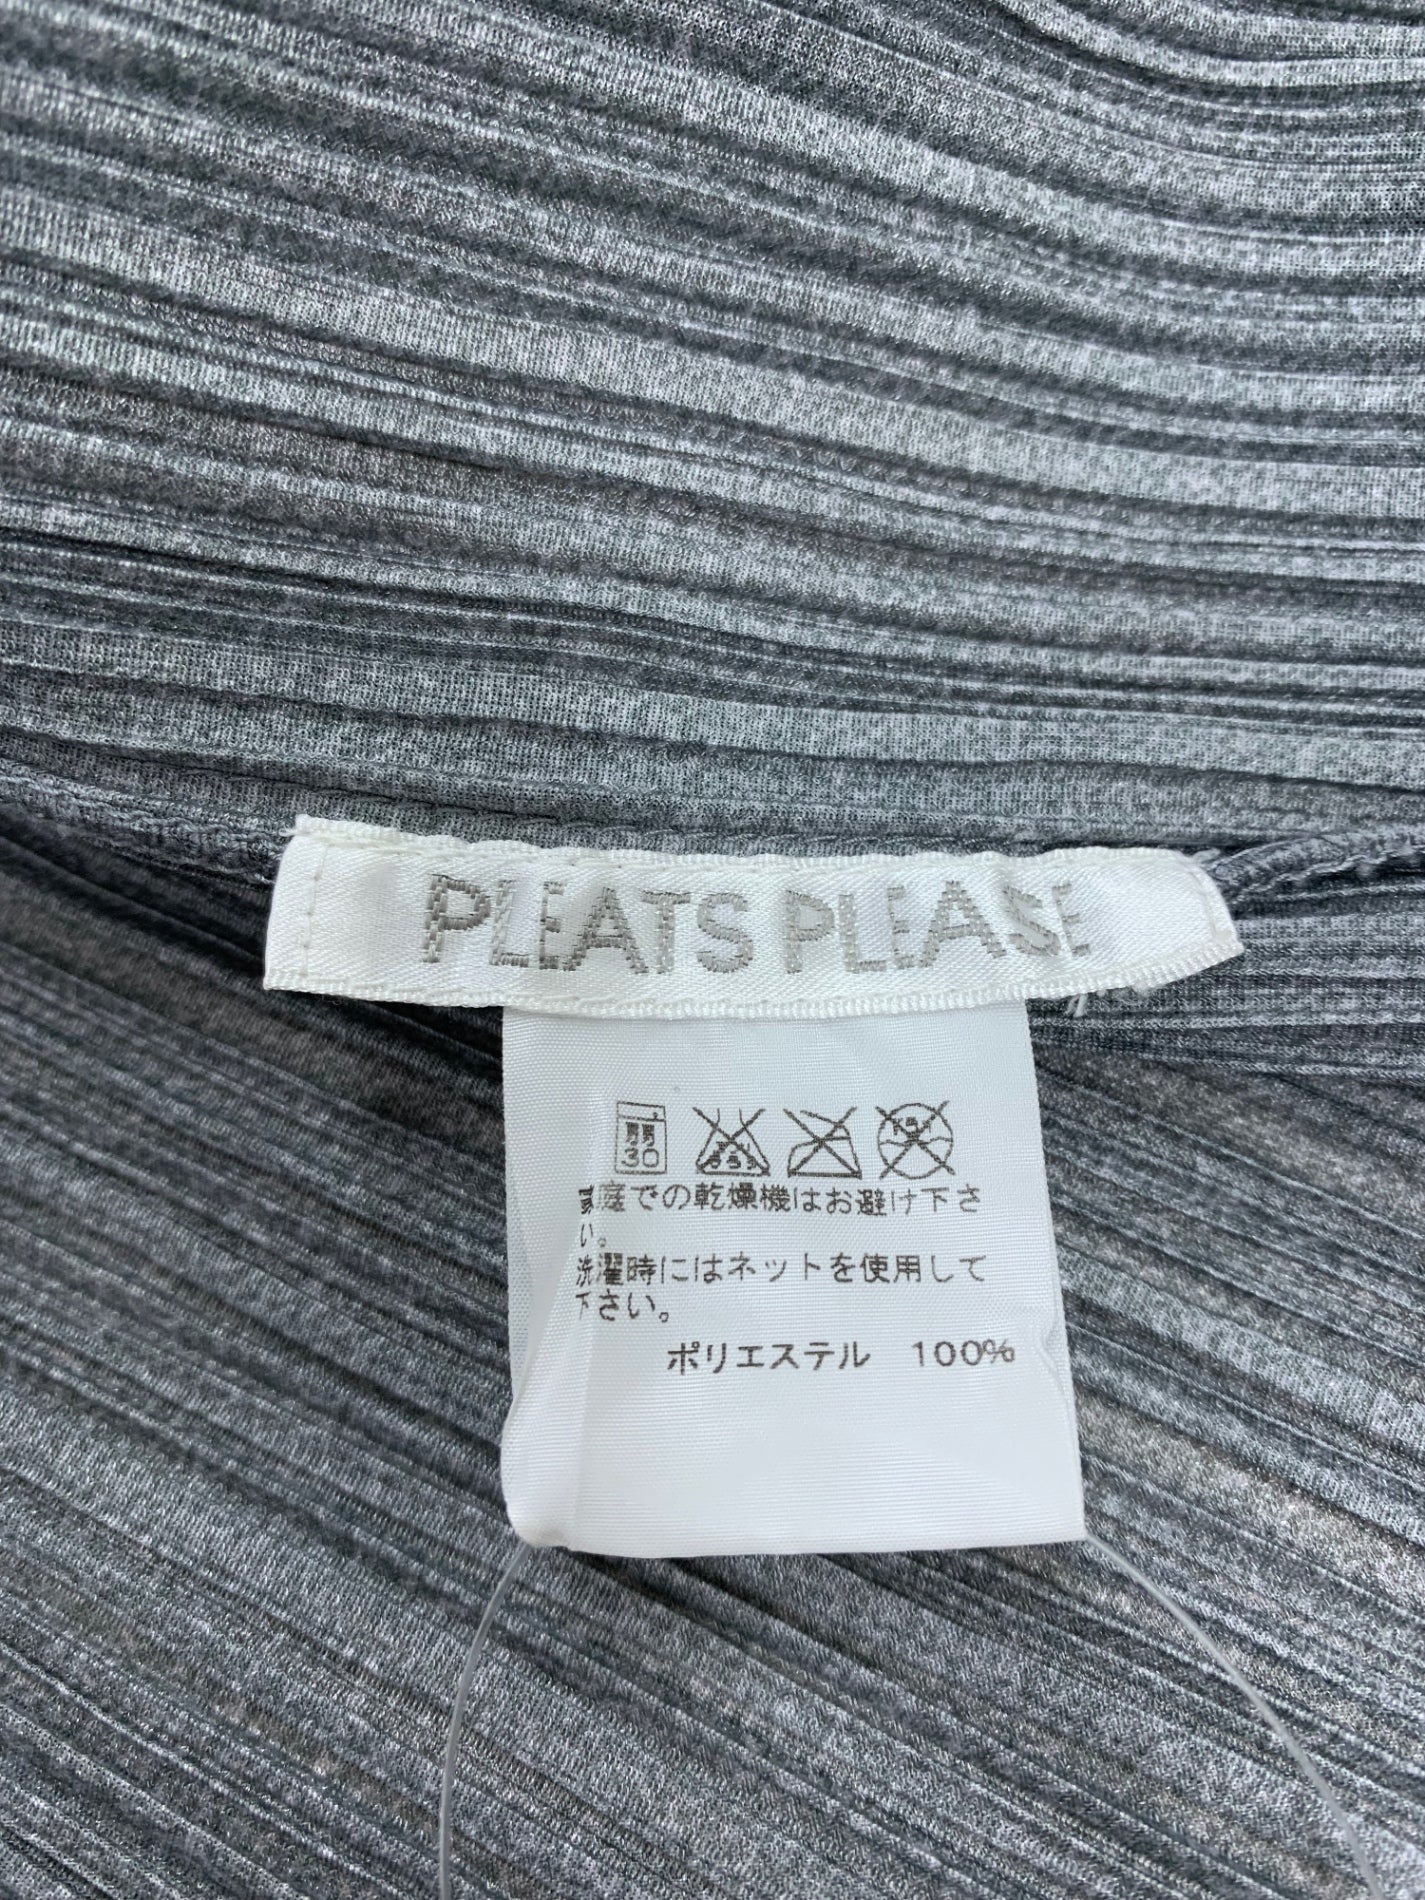 PLEATS PLEASE
弱
30
家庭での乾燥機はお避け下さ
い。
洗濯時にはネットを使用して
下さい。
ポリエステル 100%